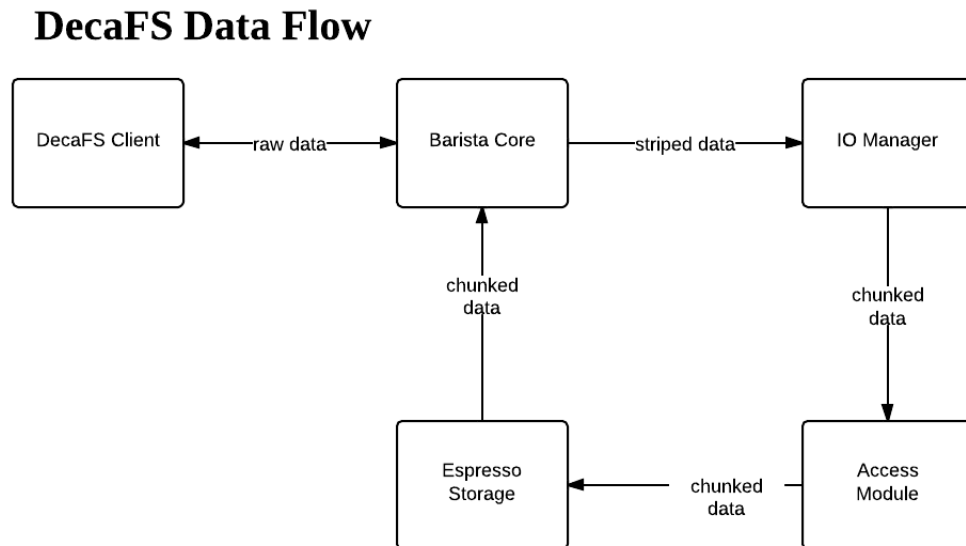 DecaFS Data Flow
DecaFS Client
raw data
Barista Core
striped data
IO Manager
chunked
data
chunked
data
Espresso
Storage
chunked
data
Access
Module